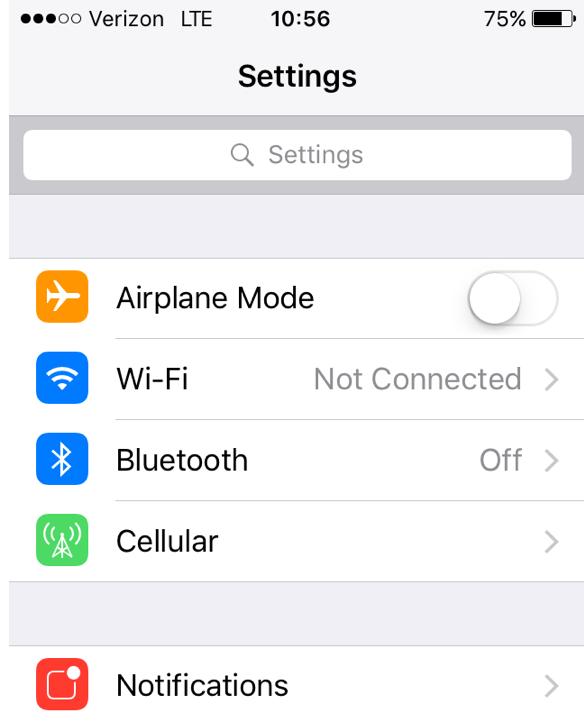 Verizon LTE 10:56 75%
Settings
Settings
Airplane Mode
Wi-Fi Not Connected
Bluetooth Off
Cellular
Notifications